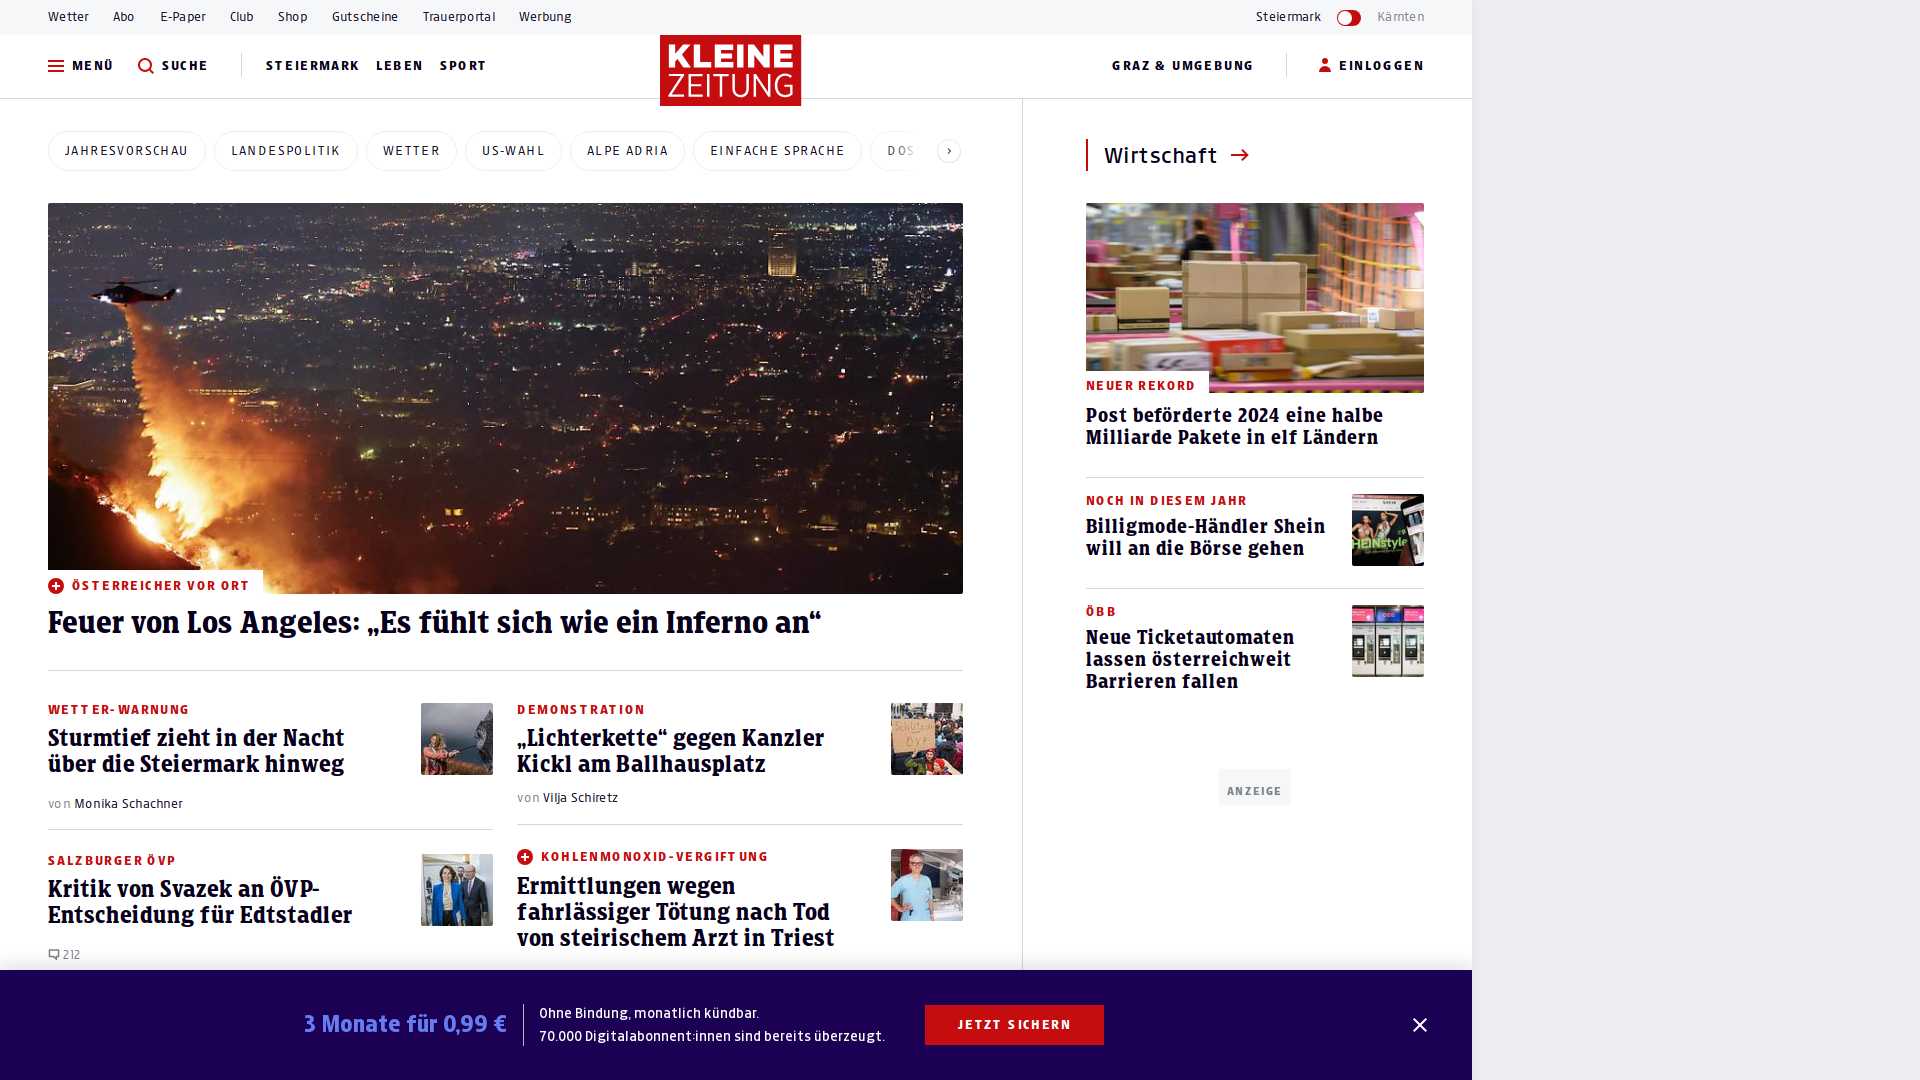 Wetter Abo E-Paper Club Shop Gutscheine Trauerportal Werbung Steiermark Kärnten
MENÜ SUCHE STEIERMARK LEBEN SPORT KLEINE ZEITUNG GRAZ & UMGEBUNG EINLOGGEN
JAHRESVORSCHAU LANDESPOLITIK WETTER US-WAHL ALPE ADRIA EINFACHE SPRACHE DOS
ÖSTERREICHER VOR ORT
Feuer von Los Angeles: „Es fühlt sich wie ein Inferno an“
WETTER-WARNUNG
Sturmtief zieht in der Nacht
über die Steiermark hinweg
von Monika Schachner
SALZBURGER ÖVP
Kritik von Svazek an ÖVP-
Entscheidung für Edtstadler
212
DEMONSTRATION
„Lichterkette“ gegen Kanzler
Kickl am Ballhausplatz
von Vilja Schiretz
KOHLENMONOXID-VERGIFTUNG
Ermittlungen wegen
fahrlässiger Tötung nach Tod
von steirischem Arzt in Triest
Wirtschaft
NEUER REKORD
Post beförderte 2024 eine halbe
Milliarde Pakete in elf Ländern
NOCH IN DIESEM JAHR
Billigmode-Händler Shein
will an die Börse gehen
ÖBB
Neue Ticketautomaten
lassen österreichweit
Barrieren fallen
ANZEIGE
3 Monate für 0,99 €
Ohne Bindung, monatlich kündbar.
70.000 Digitalabonnent:innen sind bereits überzeugt.
JETZT SICHERN